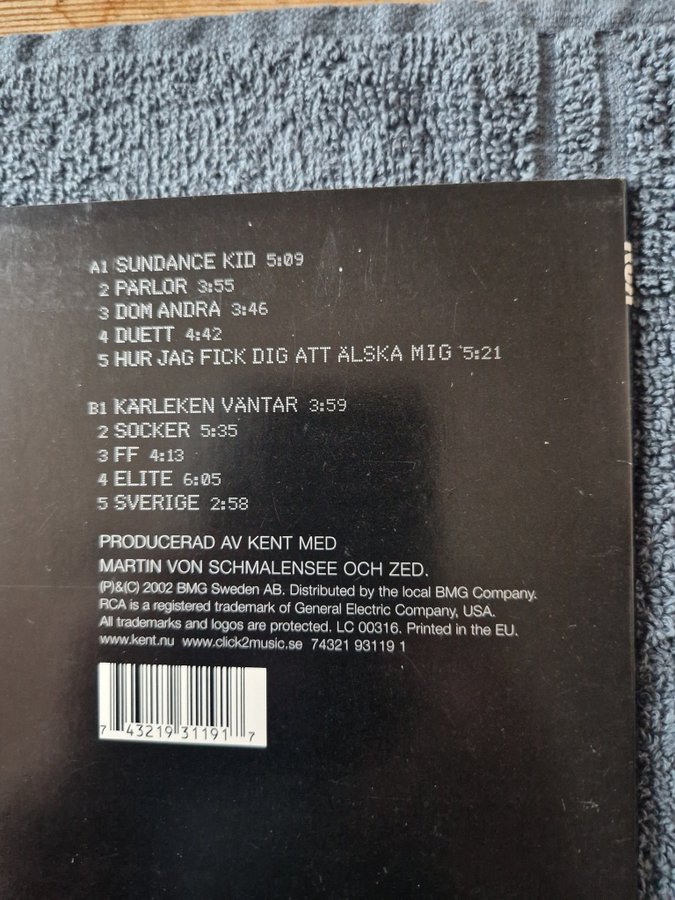 A1 SUNDANCE KID 5:09
2 PÄRLOR 3:55
3 DOM ANDRA 3:46
4 DUETT 4:42
5 HUR JAG FICK DIG ATT ÄLSKA MIG 5:21
B1 KÄRLEKEN VÄNTAR 3:59
2 SOCKER 5:35
3 FF 4:13
4 ELITE 6:05
5 SVERIGE 2:58
PRODUCERAD AV KENT MED
MARTIN VON SCHMALENSEE OCH ZED.
(P)&(C) 2002 BMG Sweden AB. Distributed by the local BMG Company.
RCA is a registered trademark of General Electric Company, USA.
All trademarks and logos are protected. LC 00316. Printed in the EU.
www.kent.nu www.click2music.se 74321 93119 1
7 43219 31191 7